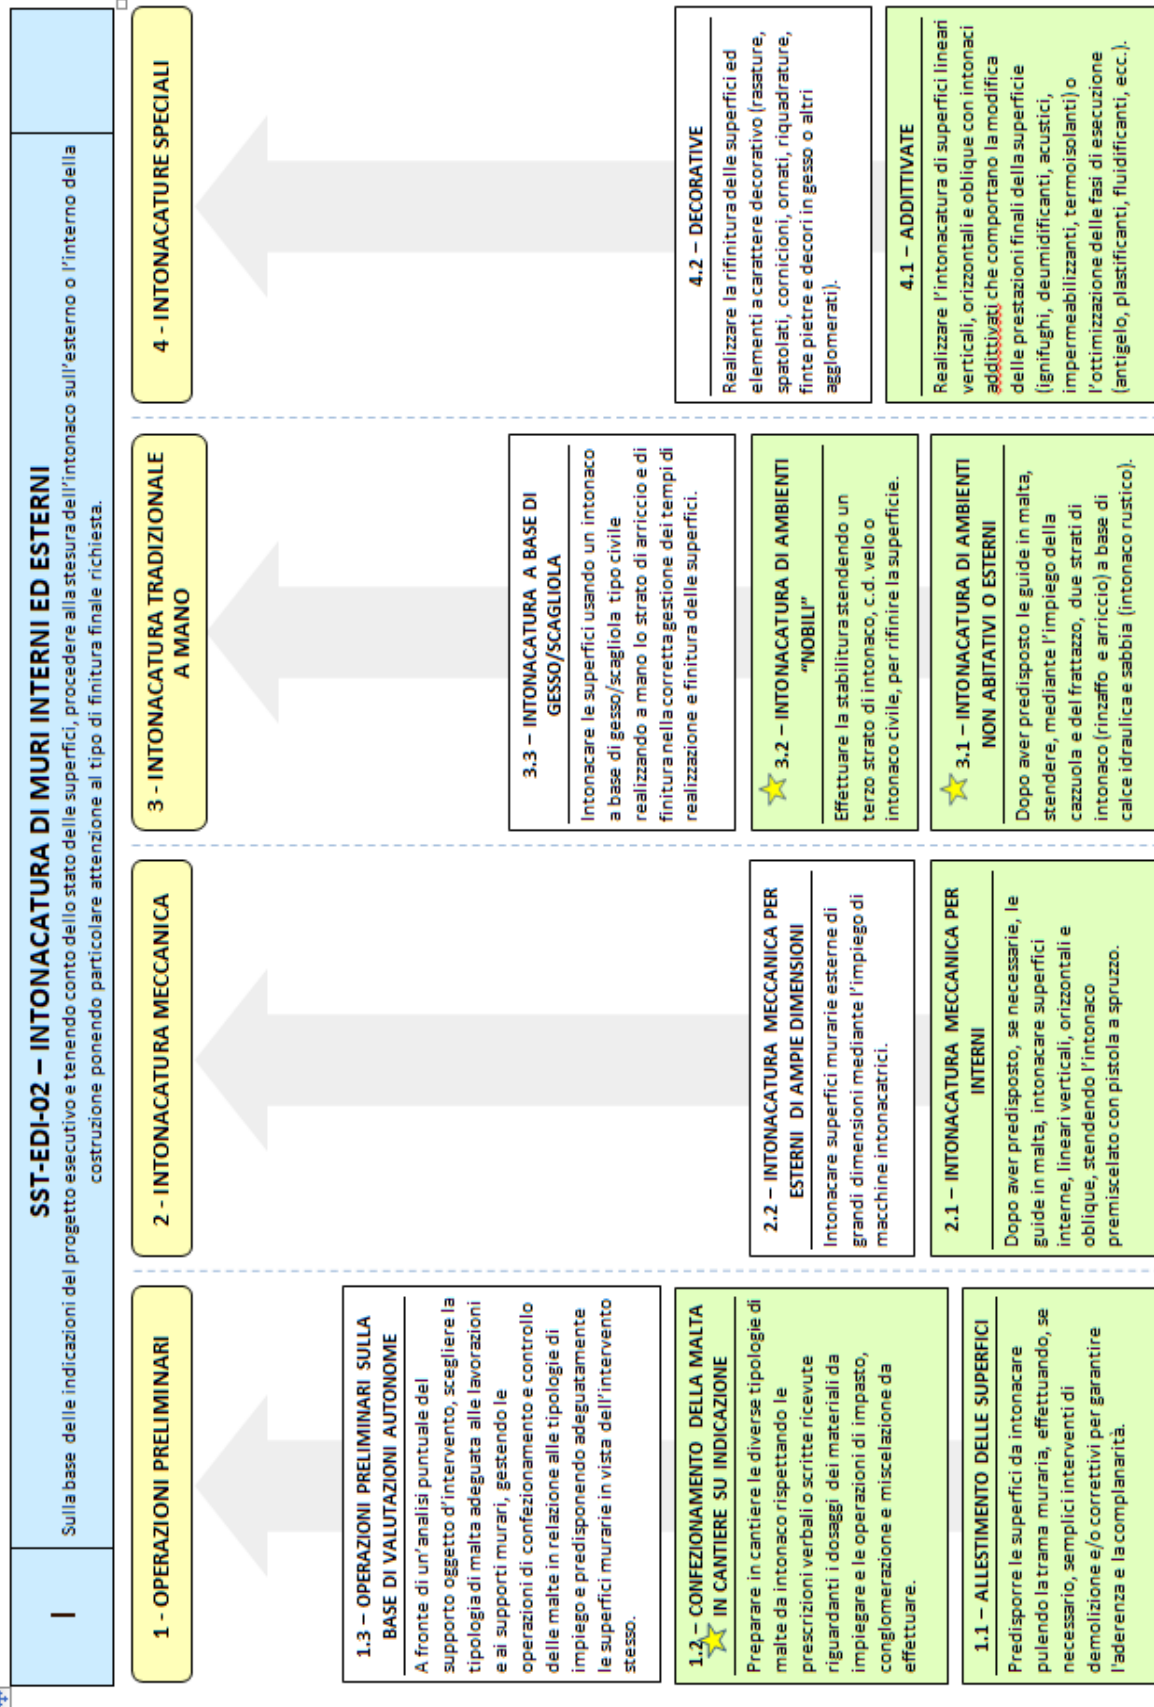 I
SST-EDI-02 – INTONACATURA DI MURI INTERNI ED ESTERNI
Sulla base delle indicazioni del progetto esecutivo e tenendo conto dello stato delle superfici, procedere alla stesura dell'intonaco sull'esterno o l'interno della
costruzione ponendo particolare attenzione al tipo di finitura finale richiesta.
1 - OPERAZIONI PRELIMINARI
1.3 – OPERAZIONI PRELIMINARI SULLA
BASE DI VALUTAZIONI AUTONOME
A fronte di un'analisi puntuale del
supporto oggetto d'intervento, scegliere la
tipologia di malta adeguata alle lavorazioni
e ai supporti murari, gestendo le
operazioni di confezionamento e controllo
delle malte in relazione alle tipologie di
impiego e predisponendo adeguatamente
le superfici murarie in vista dell'intervento
stesso.
1.2 – CONFEZIONAMENTO DELLA MALTA
IN CANTIERE SU INDICAZIONE
Preparare in cantiere le diverse tipologie di
malte da intonaco rispettando le
prescrizioni verbali o scritte ricevute
riguardanti i dosaggi dei materiali da
impiegare e le operazioni di impasto,
conglomerazione e miscelazione da
effettuare.
1.1 – ALLESTIMENTO DELLE SUPERFICI
Predisporre le superfici da intonacare
pulendo la trama muraria, effettuando, se
necessario, semplici interventi di
demolizione e/o correttivi per garantire
l'aderenza e la complanarità.
2 - INTONACATURA MECCANICA
2.2 – INTONACATURA MECCANICA PER
ESTERNI DI AMPIE DIMENSIONI
Intonacare superfici murarie esterne di
grandi dimensioni mediante l'impiego di
macchine intonacatrici.
2.1 – INTONACATURA MECCANICA PER
INTERNI
Dopo aver predisposto, se necessarie, le
guide in malta, intonacare superfici
interne, lineari verticali, orizzontali e
oblique, stendendo l'intonaco
premiscelato con pistola a spruzzo.
3 - INTONACATURA TRADIZIONALE
A MANO
3.3 – INTONACATURA A BASE DI
GESSO/SCAGLIOLA
Intonacare le superfici usando un intonaco
a base di gesso/scagliola tipo civile
realizzando a mano lo strato di arriccio e di
finitura nella corretta gestione dei tempi di
realizzazione e finitura delle superfici.
3.2 – INTONACATURA DI AMBIENTI
“NOBILI”
Effettuare la stabilitura stendendo un
terzo strato di intonaco, c.d. velo o
intonaco civile, per rifinire la superficie.
3.1 – INTONACATURA DI AMBIENTI
NON ABITATIVI O ESTERNI
Dopo aver predisposto le guide in malta,
stendere, mediante l'impiego della
cazzuola e del frattazzo, due strati di
intonaco (rinzaffo e arriccio) a base di
calce idraulica e sabbia (intonaco rustico).
4 - INTONACATURE SPECIALI
4.2 – DECORATIVE
Realizzare la rifinitura delle superfici ed
elementi a carattere decorativo (rasature,
spatolati, cornicioni, ornati, riquadrature,
finte pietre e decori in gesso o altri
agglomerati).
4.1 – ADDITTIVATE
Realizzare l'intonacatura di superfici lineari
verticali, orizzontali e oblique con intonaci
addittivati che comportano la modifica
delle prestazioni finali della superficie
(ignifughi, deumidificanti, acustici,
impermeabilizzanti, termoisolanti) o
l'ottimizzazione delle fasi di esecuzione
(antigelo, plastificanti, fluidificanti, ecc.).